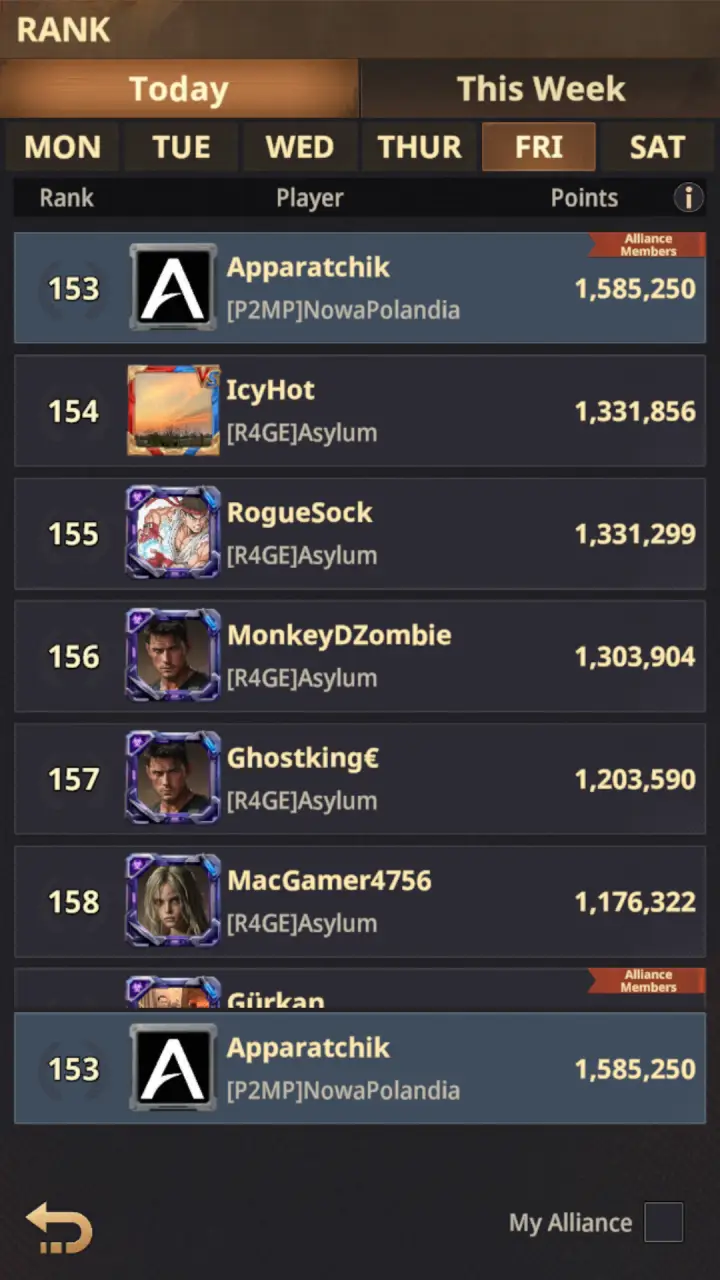 RANK
Today
This Week
MON TUE WED THUR FRI SAT
Rank Player Points i
Alliance
Members
153 Apparatchik 1,585,250
[P2MP]NowaPolandia
154 IcyHot 1,331,856
[R4GE]Asylum
155 RogueSock 1,331,299
[R4GE]Asylum
156 MonkeyDZombie 1,303,904
[R4GE]Asylum
157 Ghostking€ 1,203,590
[R4GE]Asylum
158 MacGamer4756 1,176,322
[R4GE]Asylum
Alliance
Members
Gürkan
153 Apparatchik 1,585,250
[P2MP]NowaPolandia
My Alliance